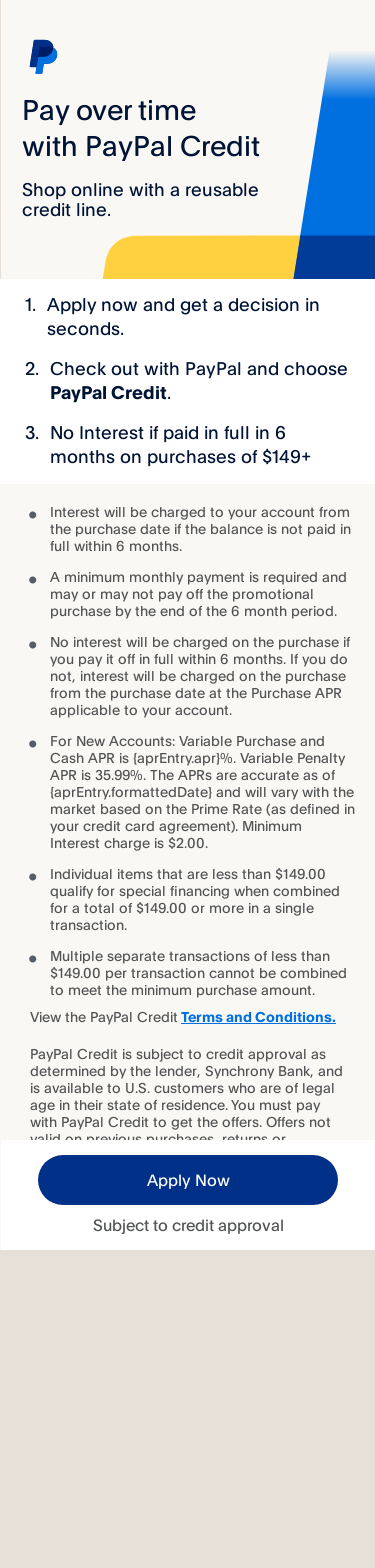 Pay over time
with PayPal Credit
Shop online with a reusable
credit line.
1. Apply now and get a decision in
seconds.
2. Check out with PayPal and choose
PayPal Credit.
3. No Interest if paid in full in 6
months on purchases of $149+
Interest will be charged to your account from
the purchase date if the balance is not paid in
full within 6 months.
A minimum monthly payment is required and
may or may not pay off the promotional
purchase by the end of the 6 month period.
No interest will be charged on the purchase if
you pay it off in full within 6 months. If you do
not, interest will be charged on the purchase
from the purchase date at the Purchase APR
applicable to your account.
For New Accounts: Variable Purchase and
Cash APR is {aprEntry.apr}%. Variable Penalty
APR is 35.99%. The APRs are accurate as of
{aprEntry.formattedDate} and will vary with the
market based on the Prime Rate (as defined in
your credit card agreement). Minimum
Interest charge is $2.00.
Individual items that are less than $149.00
qualify for special financing when combined
for a total of $149.00 or more in a single
transaction.
Multiple separate transactions of less than
$149.00 per transaction cannot be combined
to meet the minimum purchase amount.
View the PayPal Credit Terms and Conditions.
PayPal Credit is subject to credit approval as
determined by the lender, Synchrony Bank, and
is available to U.S. customers who are of legal
age in their state of residence. You must pay
with PayPal Credit to get the offers. Offers not
valid on previous purchases, returns or
Apply Now
Subject to credit approval